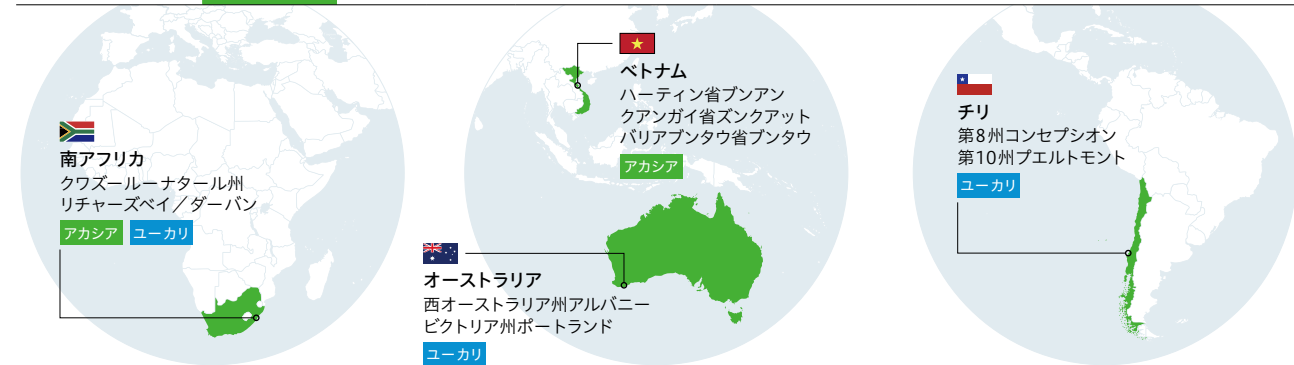 南アフリカ
クワズールーナタール州
リチャーズベイ／ダーバン
アカシア ユーカリ
ベトナム
ハーティン省ブンアン
クアンガイ省ズンクアット
バリアブンタウ省ブンタウ
アカシア
オーストラリア
西オーストラリア州アルバニー
ビクトリア州ポートランド
ユーカリ
チリ
第8州コンセプシオン
第10州プエルトモント
ユーカリ